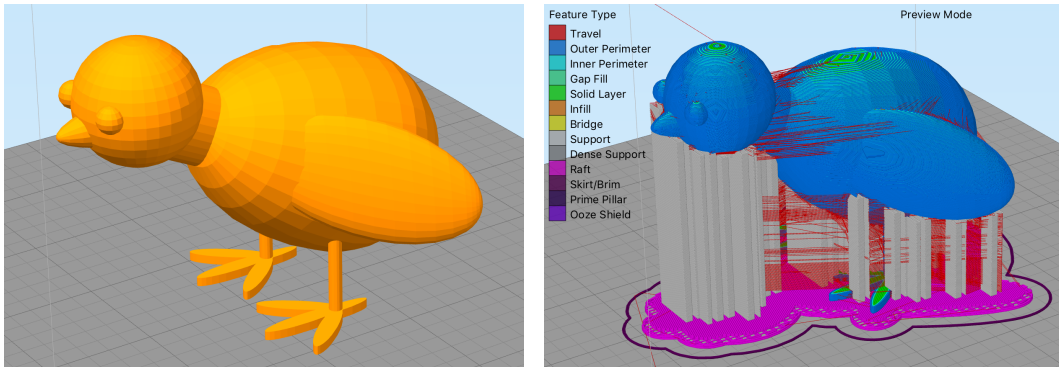 Feature Type
Preview Mode
Travel
Outer Perimeter
Inner Perimeter
Gap Fill
Solid Layer
Infill
Bridge
Support
Dense Support
Raft
Skirt/Brim
Prime Pillar
Ooze Shield